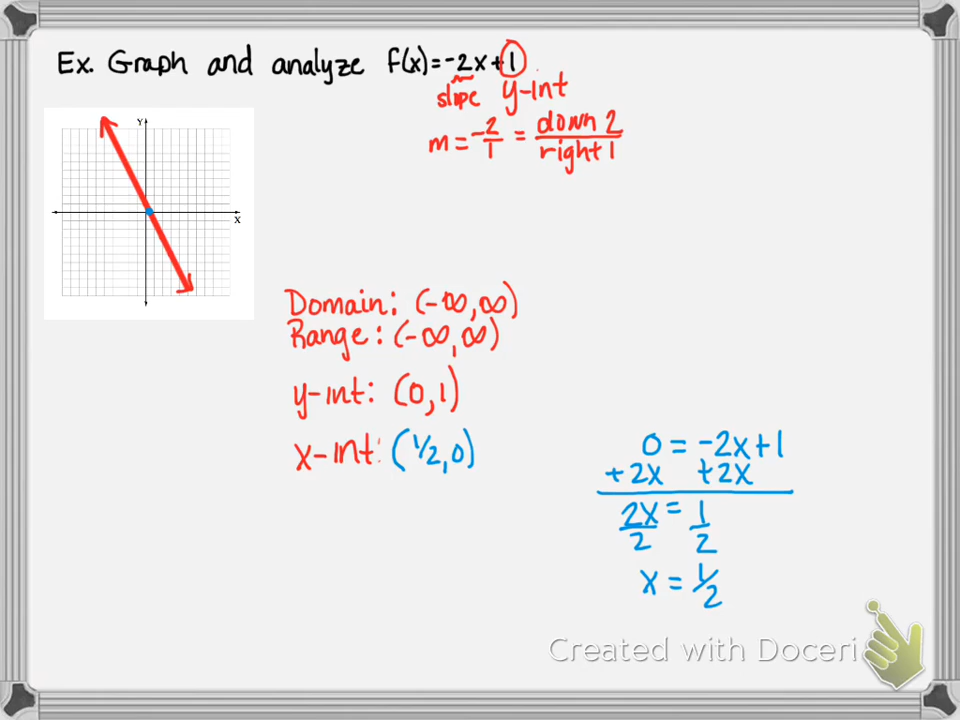 Ex. Graph and analyze f(x)=-2x+1
slope y-int
m = -2/1 = down 2/right 1
Y
X
Domain: (-∞,∞)
Range: (-∞,∞)
y-int: (0,1)
x-int: (1/2,0)
0 = -2x+1
+2x +2x
2x/2 = 1/2
x = 1/2
Created with Doceri